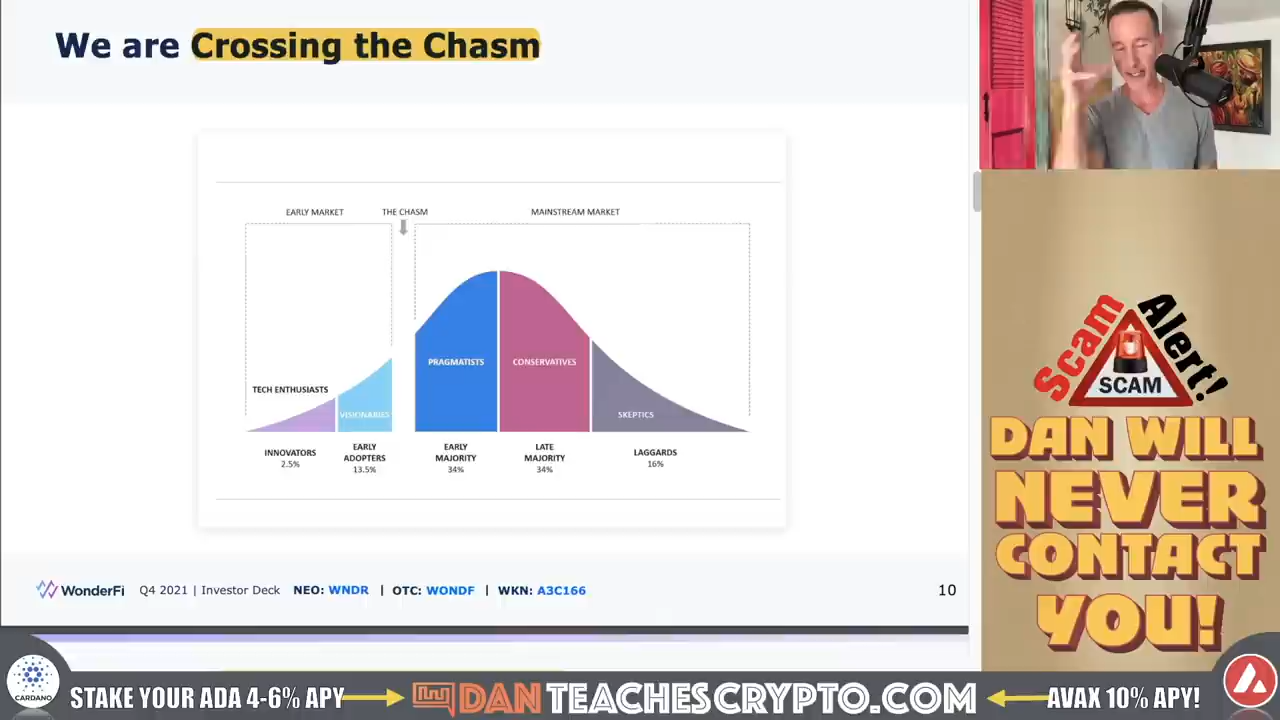 We are Crossing the Chasm
EARLY MARKET
THE CHASM
MAINSTREAM MARKET
TECH ENTHUSIASTS
VISIONARIES
PRAGMATISTS
CONSERVATIVES
SKEPTICS
INNOVATORS
2.5%
EARLY
ADOPTERS
13.5%
EARLY
MAJORITY
34%
LATE
MAJORITY
34%
LAGGARDS
16%
WonderFi Q4 2021 | Investor Deck NEO: WNDR | OTC: WONDF | WKN: A3C166
10
Scam Alert!
SCAM
DAN WILL
NEVER
CONTACT
YOU!
CARDANO
STAKE YOUR ADA 4-6% APY
DANTEACHESCRYPTO.COM
AVAX 10% APY!